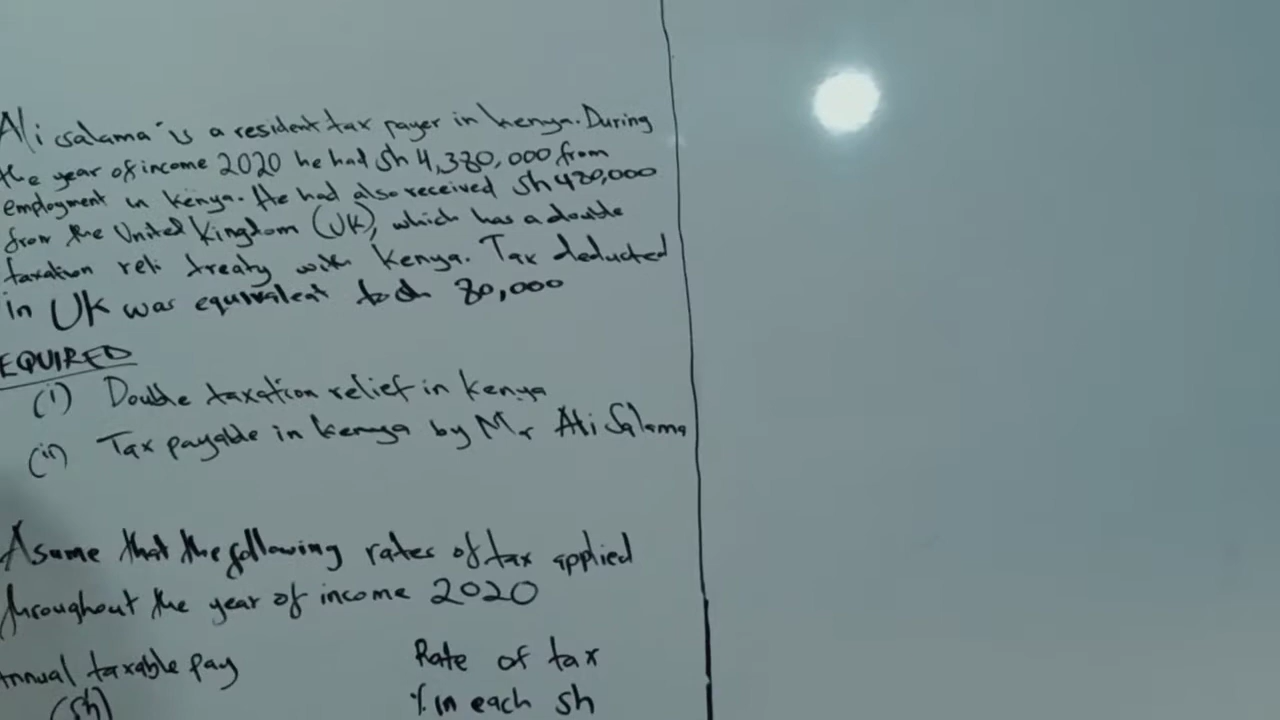 Ali Salama is a resident tax payer in Kenya. During
the year of income 2020 he had sh 4,380,000 from
employment in Kenya. He had also received sh 480,000
from the United Kingdom (UK), which has a double
taxation reli treaty with Kenya. Tax deducted
in UK was equivalent to sh 80,000
EQUIRED
(i) Double taxation relief in Kenya
(ii) Tax payable in Kenya by Mr Ali Salama
Asume that the following rates of tax applied
throughout the year of income 2020
Annual taxable pay Rate of tax
(sh) % in each sh